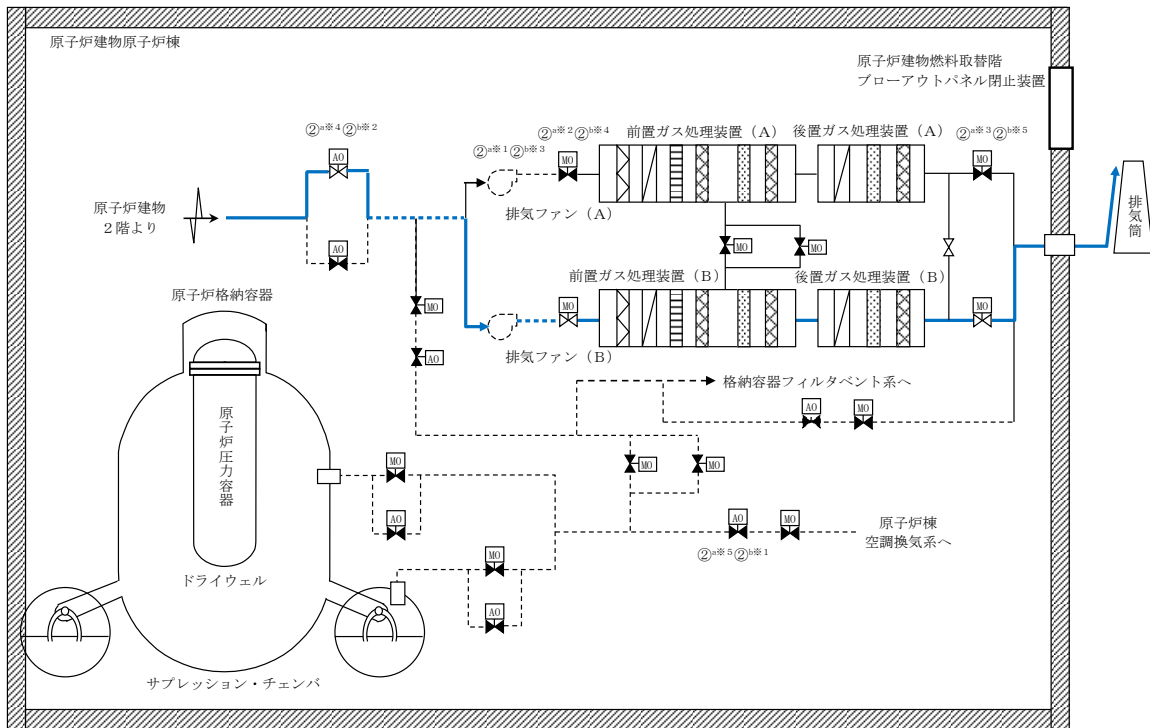 原子炉建物原子炉棟
原子炉建物燃料取替階
ブローアウトパネル閉止装置
②a※4②b※2
②a※1②b※3
②a※2②b※4
前置ガス処理装置(A)
後置ガス処理装置(A)
②a※3②b※5
AO
MO
MO
原子炉建物
2階より
排気ファン(A)
排気筒
AO
MO
MO
前置ガス処理装置(B)
後置ガス処理装置(B)
原子炉格納容器
MO
MO
MO
AO
排気ファン(B)
格納容器フィルタベント系へ
AO
MO
原子炉圧力容器
MO
MO
MO
AO
AO
MO
原子炉棟
空調換気系へ
②a※5②b※1
MO
ドライウェル
AO
サプレッション・チェンバ